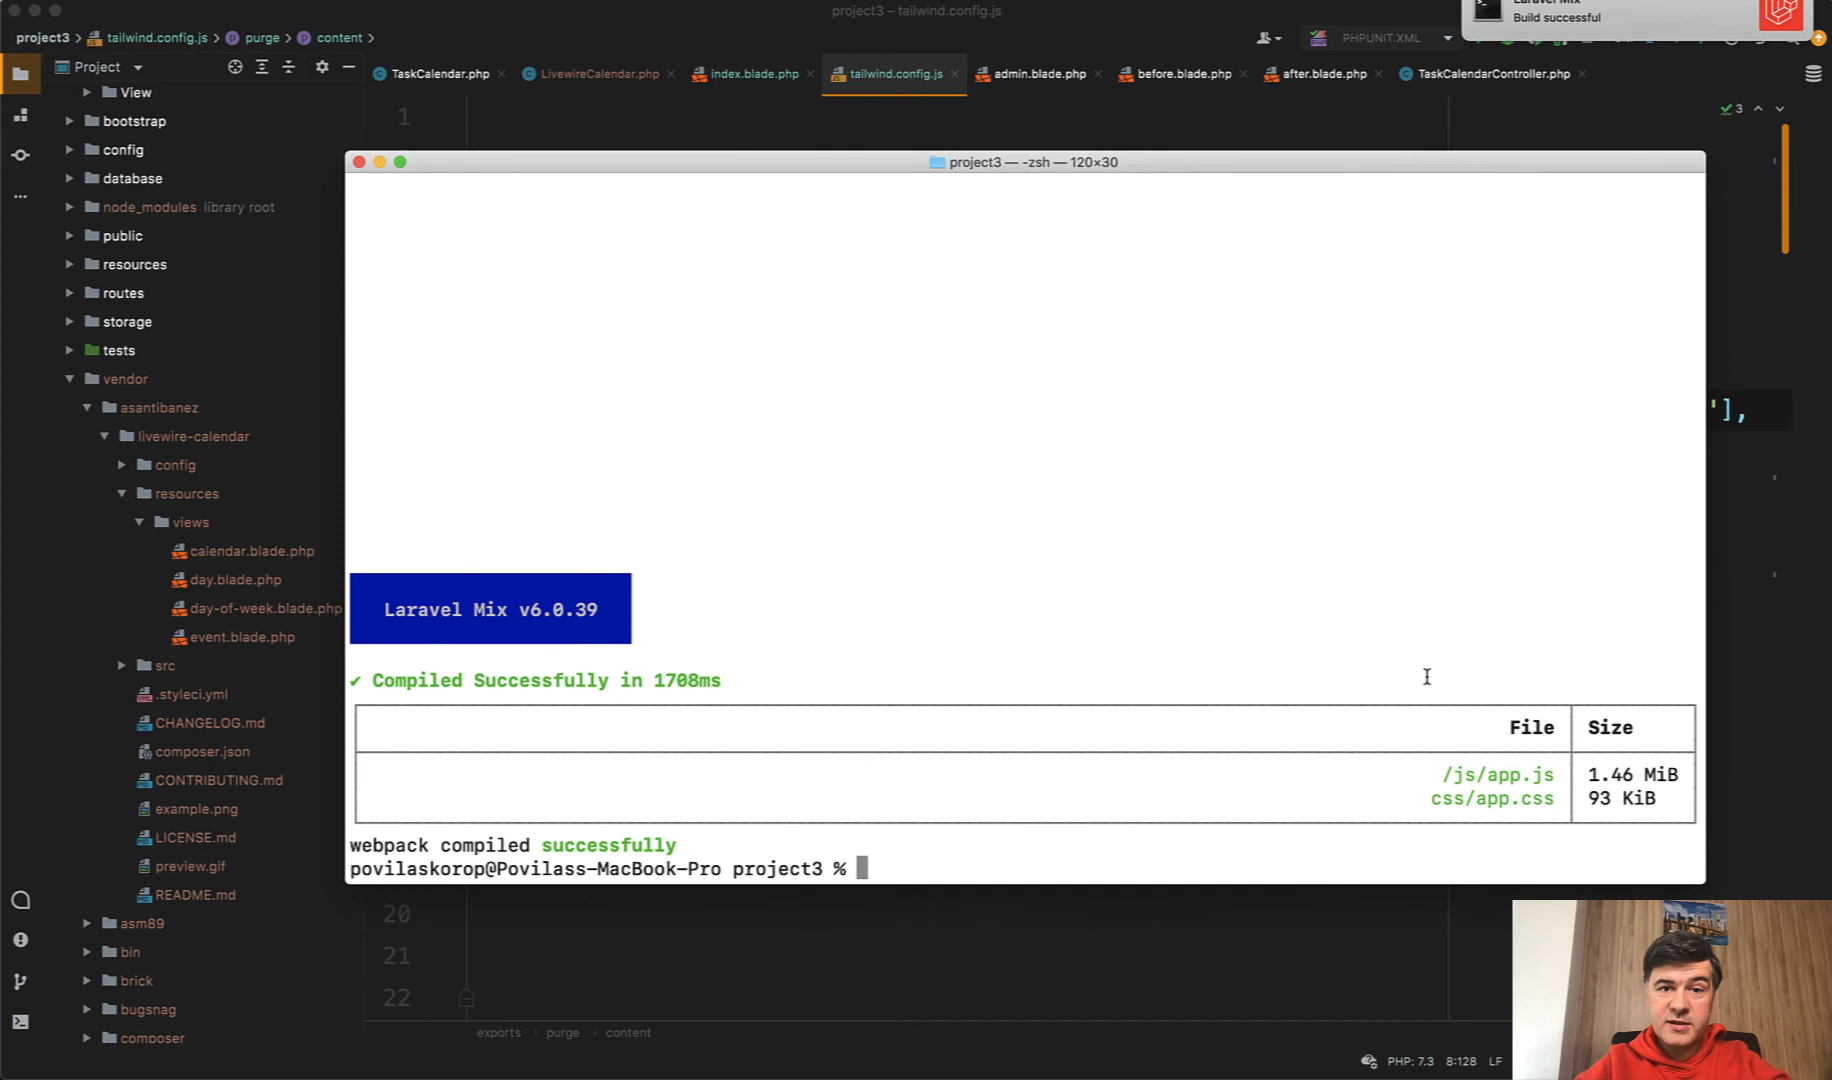 project3 – tailwind.config.js
Laravel Mix
Build successful
project3 > tailwind.config.js > purge > content >
PHPUNIT.XML
Project
TaskCalendar.php
LivewireCalendar.php
index.blade.php
tailwind.config.js
admin.blade.php
before.blade.php
after.blade.php
TaskCalendarController.php
View
bootstrap
config
database
node_modules library root
public
resources
routes
storage
tests
vendor
asantibanez
livewire-calendar
config
resources
views
calendar.blade.php
day.blade.php
day-of-week.blade.php
event.blade.php
src
.styleci.yml
CHANGELOG.md
composer.json
CONTRIBUTING.md
example.png
LICENSE.md
preview.gif
README.md
asm89
bin
brick
bugsnag
composer
1
3
'],
project3 — -zsh — 120×30
Laravel Mix v6.0.39
✔ Compiled Successfully in 1708ms
File Size
/js/app.js 1.46 MiB
css/app.css 93 KiB
webpack compiled successfully
povilaskorop@Povilass-MacBook-Pro project3 %
20
21
22
exports purge content
PHP: 7.3 8:128 LF